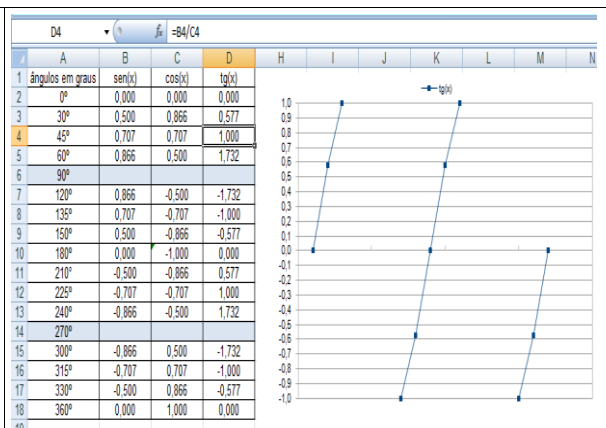 D4 fx =B4/C4
A B C D H I J K L M N
1 ângulos em graus sen(x) cos(x) tg(x)
2 0º 0,000 0,000 0,000
3 30º 0,500 0,866 0,577
4 45º 0,707 0,707 1,000
5 60º 0,866 0,500 1,732
6 90º
7 120º 0,866 -0,500 -1,732
8 135º 0,707 -0,707 -1,000
9 150º 0,500 -0,866 -0,577
10 180º 0,000 -1,000 0,000
11 210º -0,500 -0,866 0,577
12 225º -0,707 -0,707 1,000
13 240º -0,866 -0,500 1,732
14 270º
15 300º -0,866 0,500 -1,732
16 315º -0,707 0,707 -1,000
17 330º -0,500 0,866 -0,577
18 360º 0,000 1,000 0,000
19
tg(x)
1,0
0,9
0,8
0,7
0,6
0,5
0,4
0,3
0,2
0,1
0,0
-0,1
-0,2
-0,3
-0,4
-0,5
-0,6
-0,7
-0,8
-0,9
-1,0